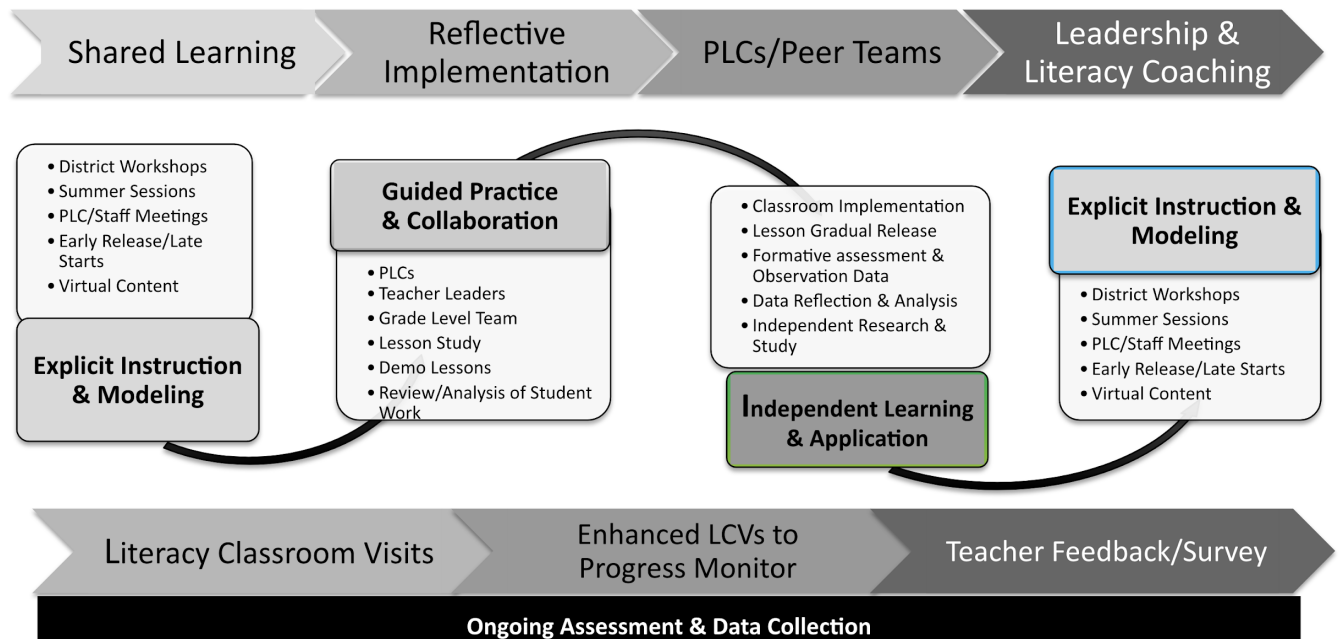 Shared Learning
Reflective
Implementation
PLCs/Peer Teams
Leadership &
Literacy Coaching
• District Workshops
• Summer Sessions
• PLC/Staff Meetings
• Early Release/Late
Starts
• Virtual Content
Explicit Instruction
& Modeling
Guided Practice
& Collaboration
• PLCs
• Teacher Leaders
• Grade Level Team
• Lesson Study
• Demo Lessons
• Review/Analysis of Student
Work
• Classroom Implementation
• Lesson Gradual Release
• Formative assessment &
Observation Data
• Data Reflection & Analysis
• Independent Research &
Study
Independent Learning
& Application
Explicit Instruction &
Modeling
• District Workshops
• Summer Sessions
• PLC/Staff Meetings
• Early Release/Late Starts
• Virtual Content
Literacy Classroom Visits
Enhanced LCVs to
Progress Monitor
Teacher Feedback/Survey
Ongoing Assessment & Data Collection